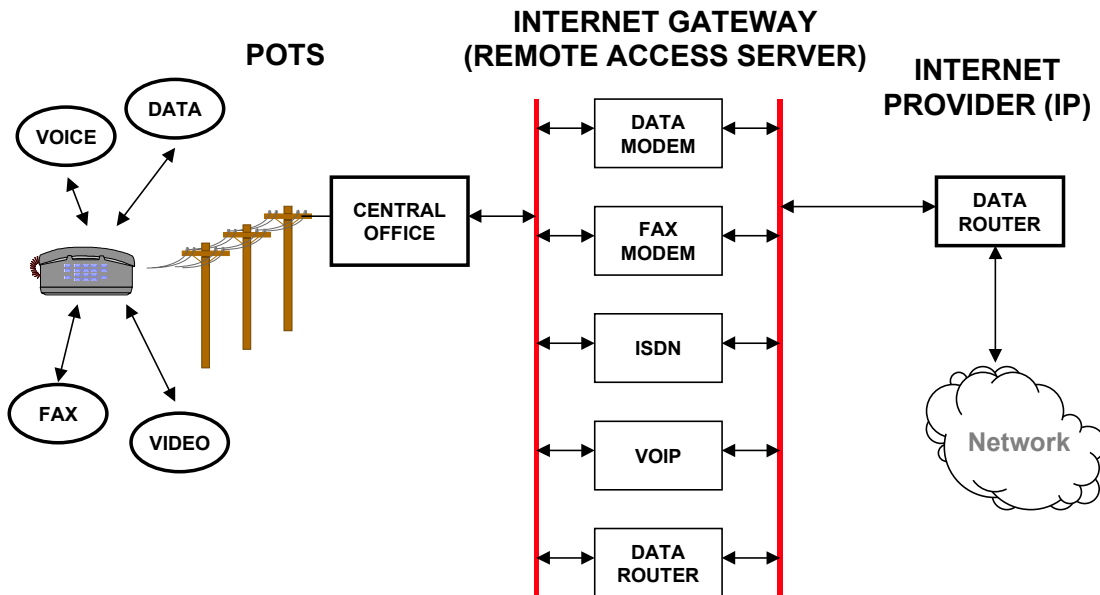 POTS
INTERNET GATEWAY
(REMOTE ACCESS SERVER)
INTERNET
PROVIDER (IP)
VOICE
DATA
FAX
VIDEO
CENTRAL
OFFICE
DATA
MODEM
FAX
MODEM
ISDN
VOIP
DATA
ROUTER
DATA
ROUTER
Network